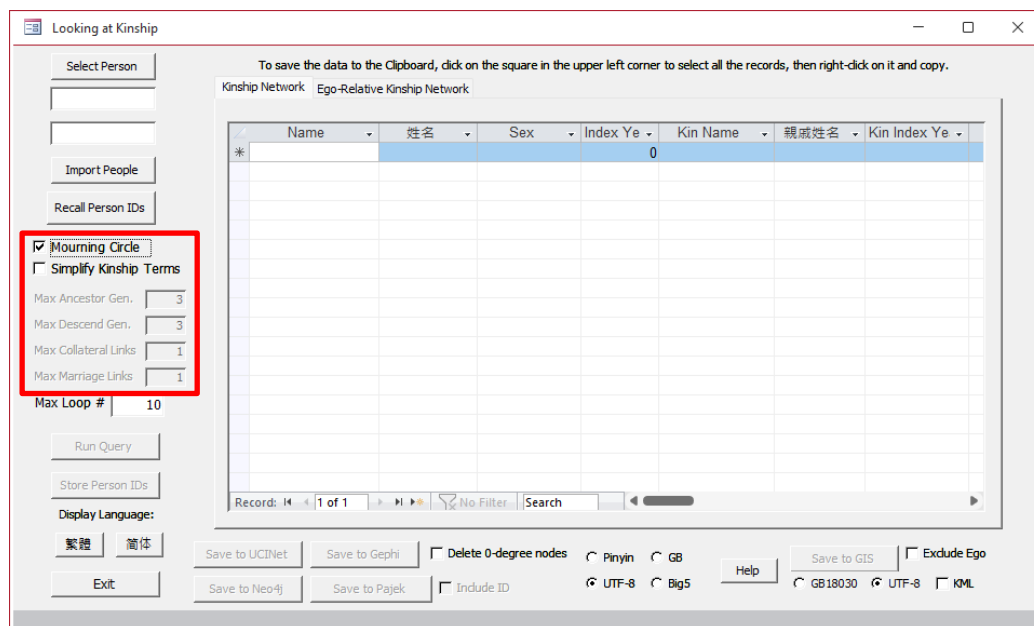 Looking at Kinship
Select Person
To save the data to the Clipboard, click on the square in the upper left corner to select all the records, then right-click on it and copy.
Kinship Network Ego-Relative Kinship Network
Name 姓名 Sex Index Ye Kin Name 親戚姓名 Kin Index Ye
0
Import People
Recall Person IDs
Mourning Circle
Simplify Kinship Terms
Max Ancestor Gen. 3
Max Descend Gen. 3
Max Collateral Links 1
Max Marriage Links 1
Max Loop # 10
Run Query
Store Person IDs
Record: 1 of 1 No Filter Search
Display Language:
繁體 简体
Exit
Save to UCINet Save to Gephi Delete 0-degree nodes Pinyin GB Help Save to GIS Exclude Ego
Save to Neo4j Save to Pajek Include ID UTF-8 Big5 GB18030 UTF-8 KML